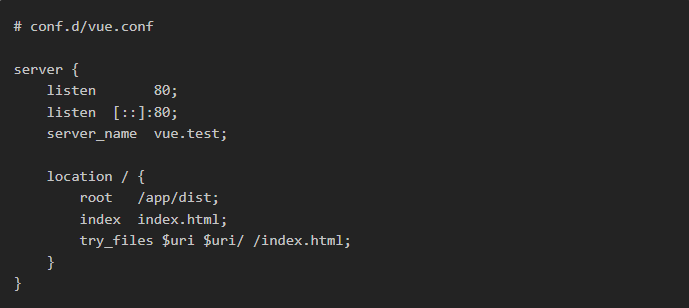 # conf.d/vue.conf
server {
    listen       80;
    listen  [::]:80;
    server_name  vue.test;
    location / {
        root   /app/dist;
        index  index.html;
        try_files $uri $uri/ /index.html;
    }
}